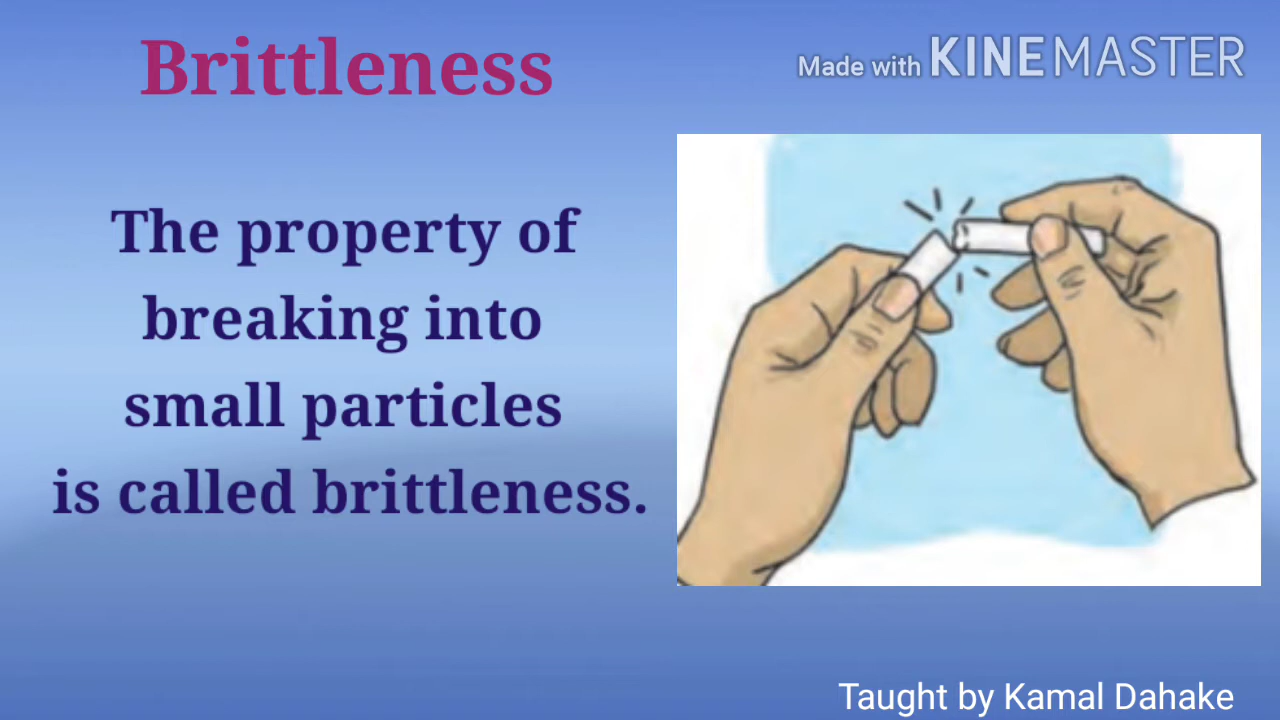 Brittleness
Made with KINEMASTER
The property of
breaking into
small particles
is called brittleness.
Taught by Kamal Dahake